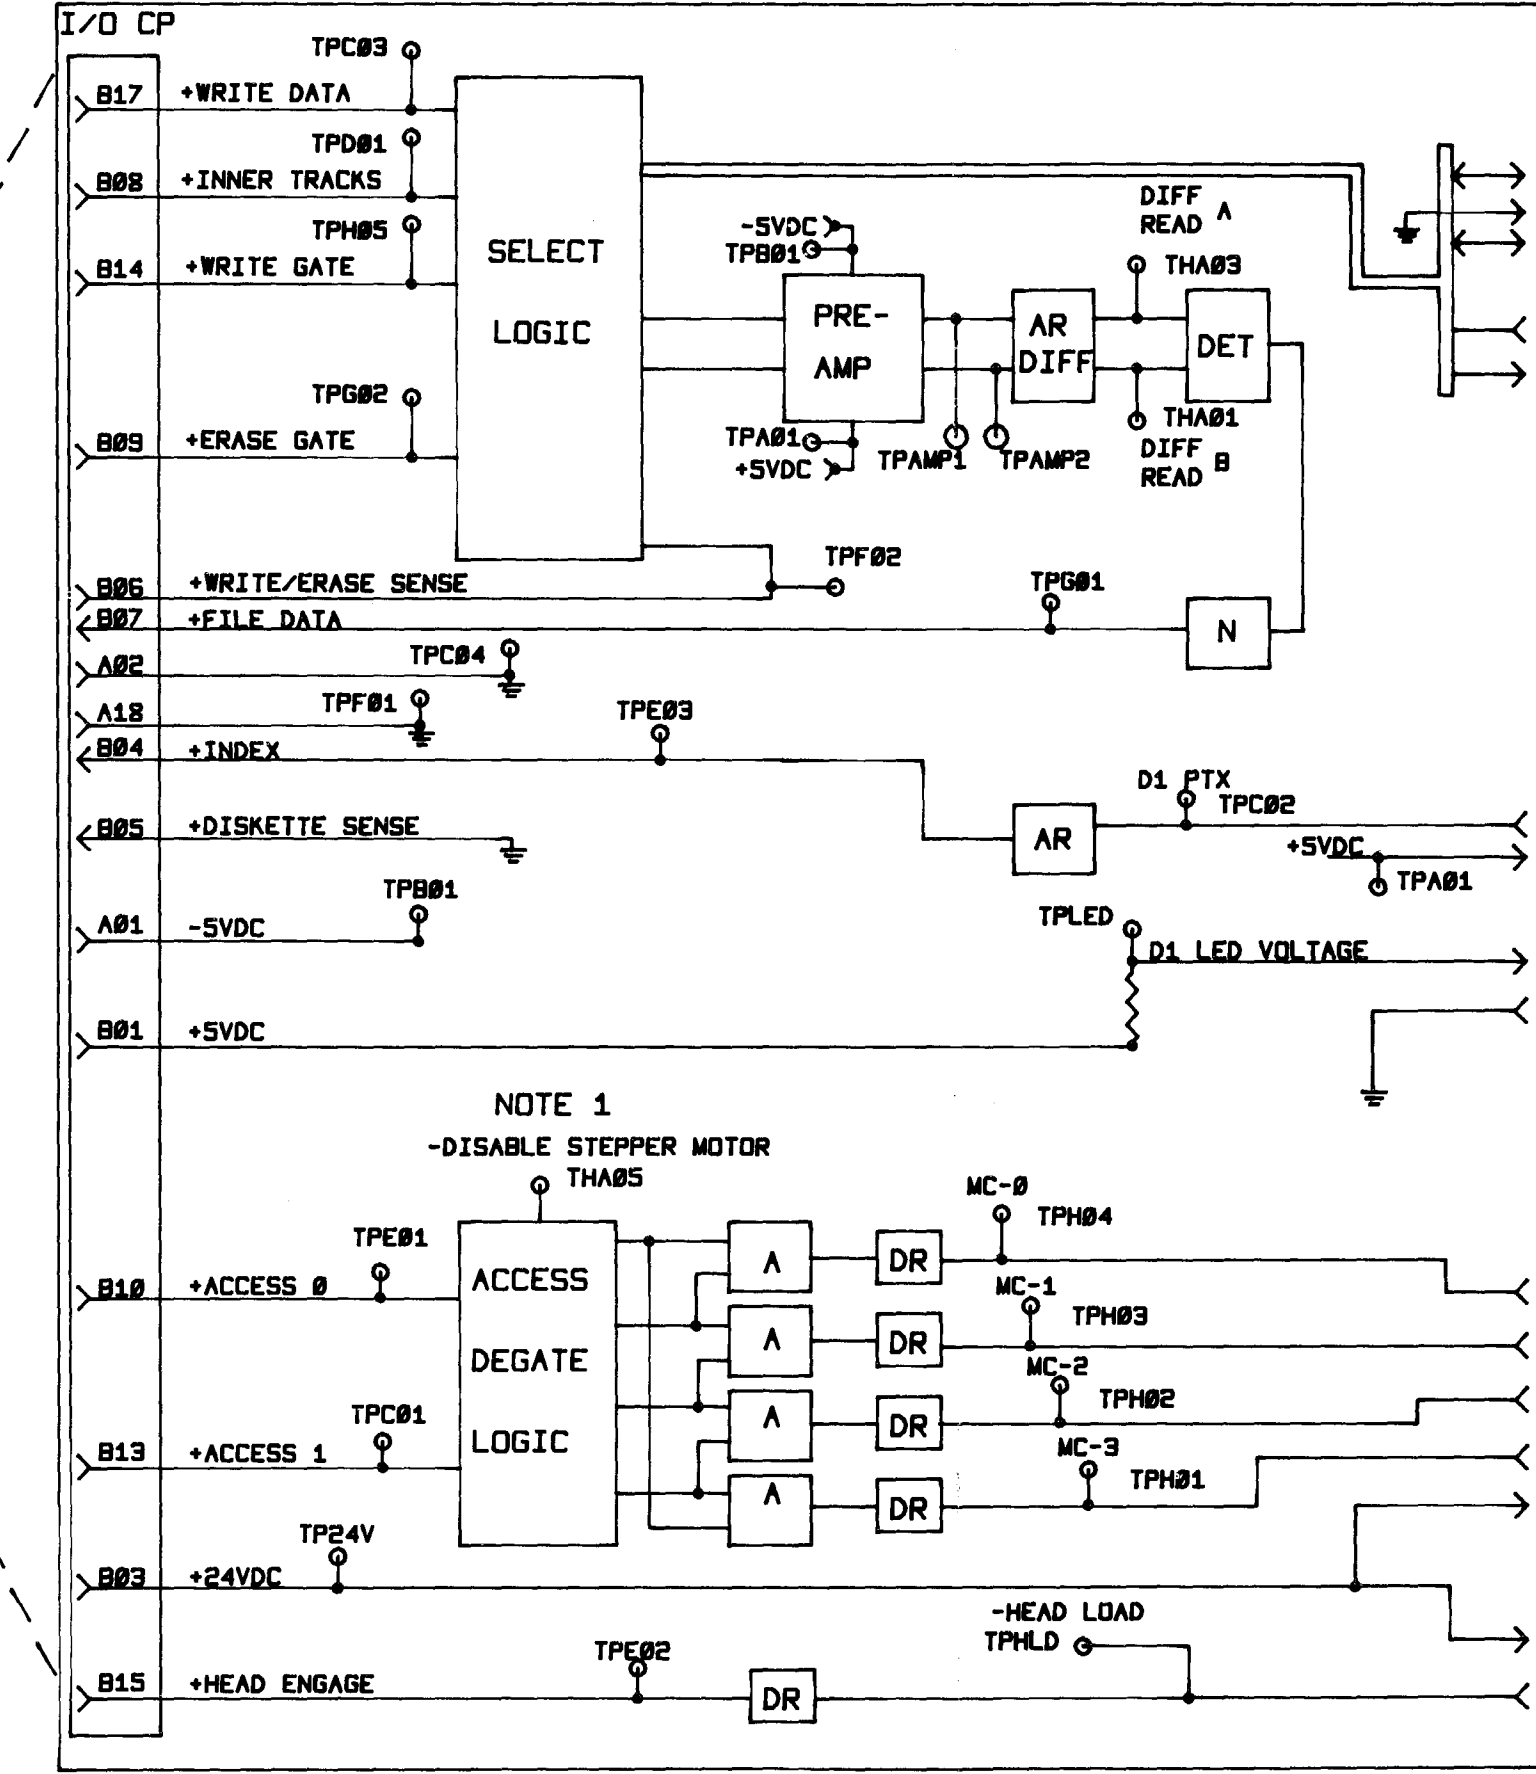 I/O CP
TPC03
B17 +WRITE DATA
TPD01
B08 +INNER TRACKS
TPH05
B14 +WRITE GATE
TPG02
B09 +ERASE GATE
SELECT
LOGIC
-5VDC
TPB01
PRE-
AMP
TPA01
+5VDC
TPAMP1
TPAMP2
AR
DIFF
DIFF
READ A
THA03
DET
THA01
DIFF
READ B
TPF02
B06 +WRITE/ERASE SENSE
TPG01
B07 +FILE DATA
N
A02
TPC04
A18
TPF01
B04 +INDEX
TPE03
D1 PTX
TPC02
AR
+5VDC
TPA01
B05 +DISKETTE SENSE
TPB01
A01 -5VDC
TPLED
D1 LED VOLTAGE
B01 +5VDC
NOTE 1
-DISABLE STEPPER MOTOR
THA05
TPE01
B10 +ACCESS 0
TPC01
B13 +ACCESS 1
ACCESS
DEGATE
LOGIC
A
DR
MC-0
TPH04
A
DR
MC-1
TPH03
A
DR
MC-2
TPH02
A
DR
MC-3
TPH01
TP24V
B03 +24VDC
-HEAD LOAD
TPHLD
TPE02
B15 +HEAD ENGAGE
DR